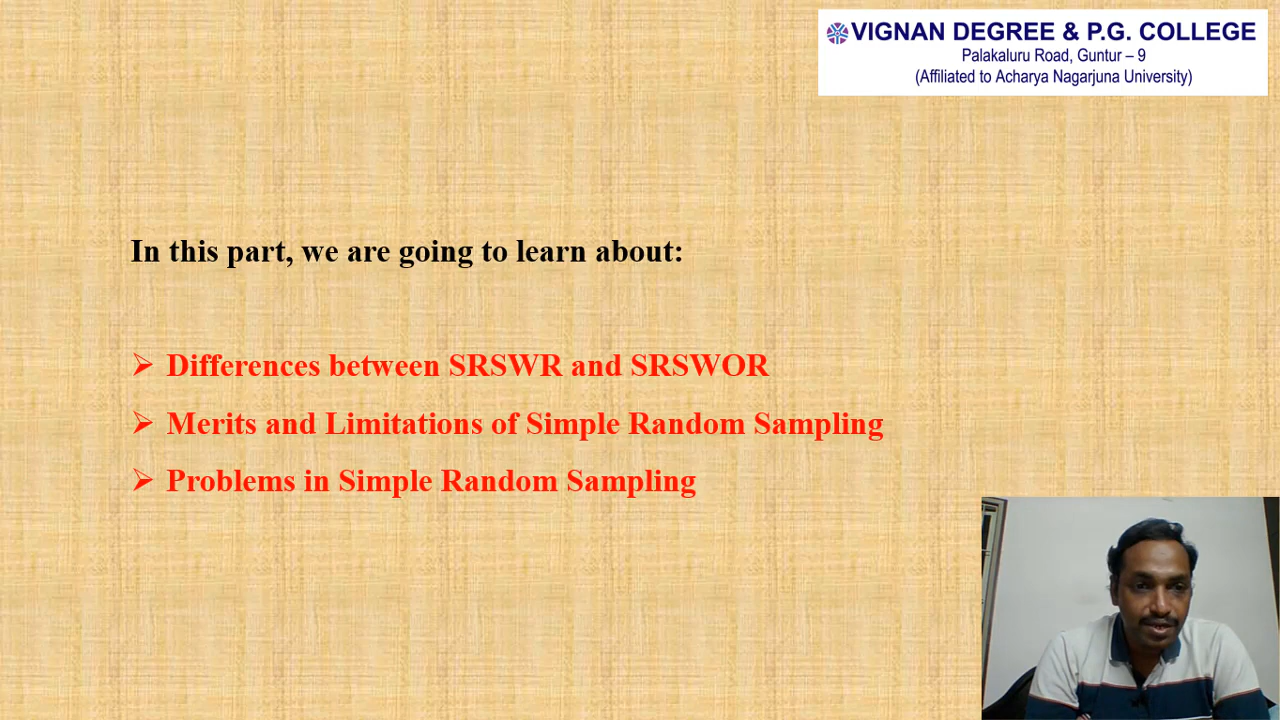 VIGNAN DEGREE & P.G. COLLEGE
Palakaluru Road, Guntur – 9
(Affiliated to Acharya Nagarjuna University)
In this part, we are going to learn about:
Differences between SRSWR and SRSWOR
Merits and Limitations of Simple Random Sampling
Problems in Simple Random Sampling